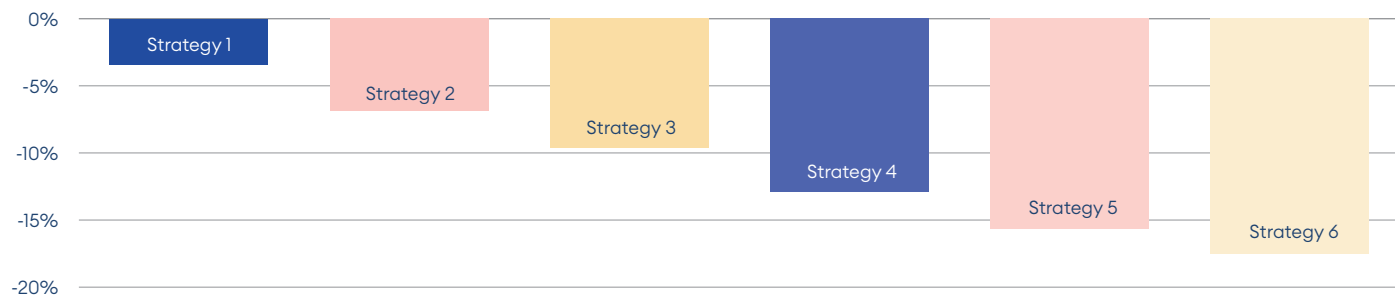 0%
Strategy 1
-5%
Strategy 2
Strategy 3
-10%
Strategy 4
Strategy 5
-15%
Strategy 6
-20%